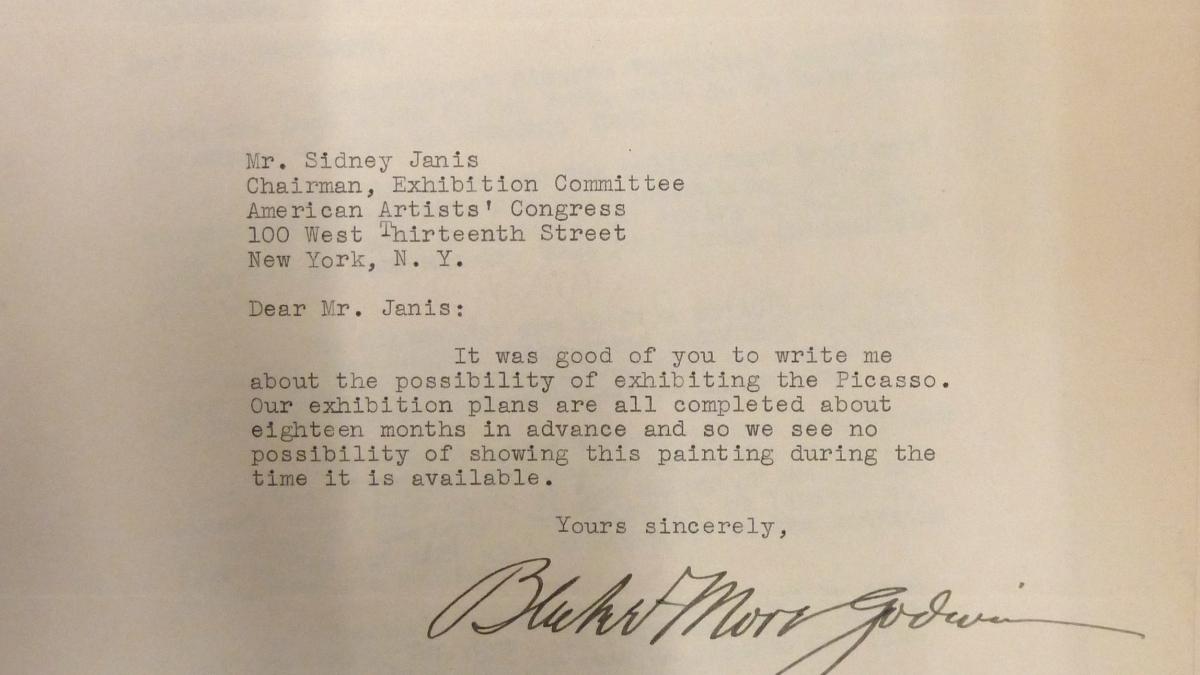 Mr. Sidney Janis
Chairman, Exhibition Committee
American Artists' Congress
100 West Thirteenth Street
New York, N. Y.
Dear Mr. Janis:
It was good of you to write me
about the possibility of exhibiting the Picasso.
Our exhibition plans are all completed about
eighteen months in advance and so we see no
possibility of showing this painting during the
time it is available.
Yours sincerely,
Blake-More Godwin